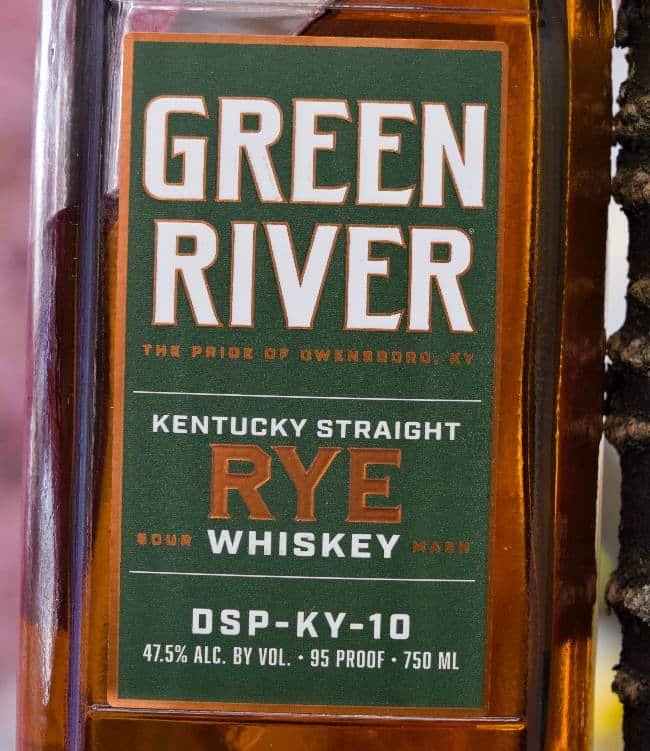 GREEN
RIVER
THE PRIDE OF OWENSBORO, KY
KENTUCKY STRAIGHT
RYE
SOUR WHISKEY MASH
DSP-KY-10
47.5% ALC. BY VOL. • 95 PROOF • 750 ML